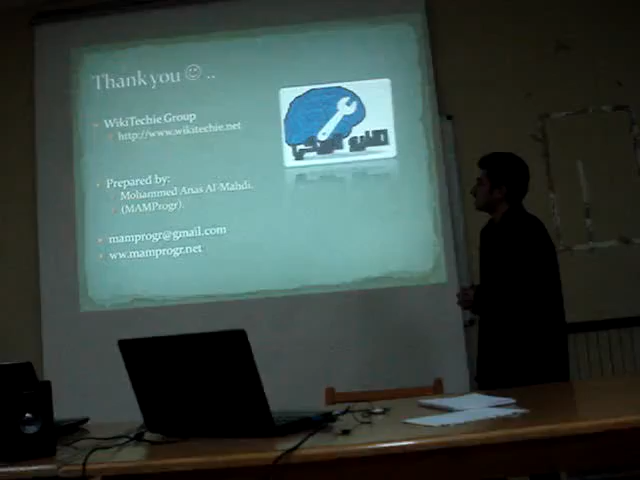 Thank you ☺ ..
WikiTechie Group
http://www.wikitechie.net
Prepared by:
Mohammed Anas Al-Mahdi.
(MAMProgr).
mamprogr@gmail.com
ww.mamprogr.net